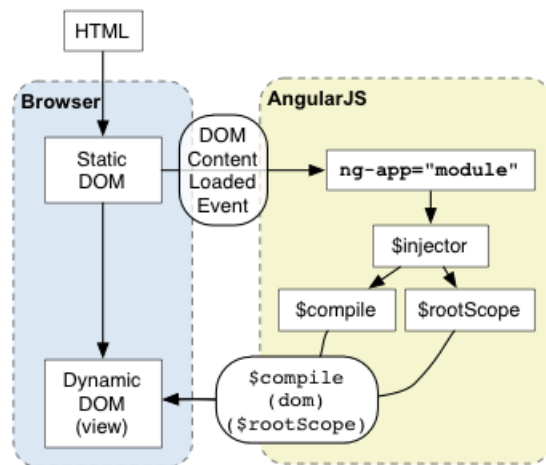 HTML
Browser
AngularJS
Static
DOM
DOM
Content
Loaded
Event
ng-app="module"
$injector
$compile
$rootScope
Dynamic
DOM
(view)
$compile
(dom)
($rootScope)